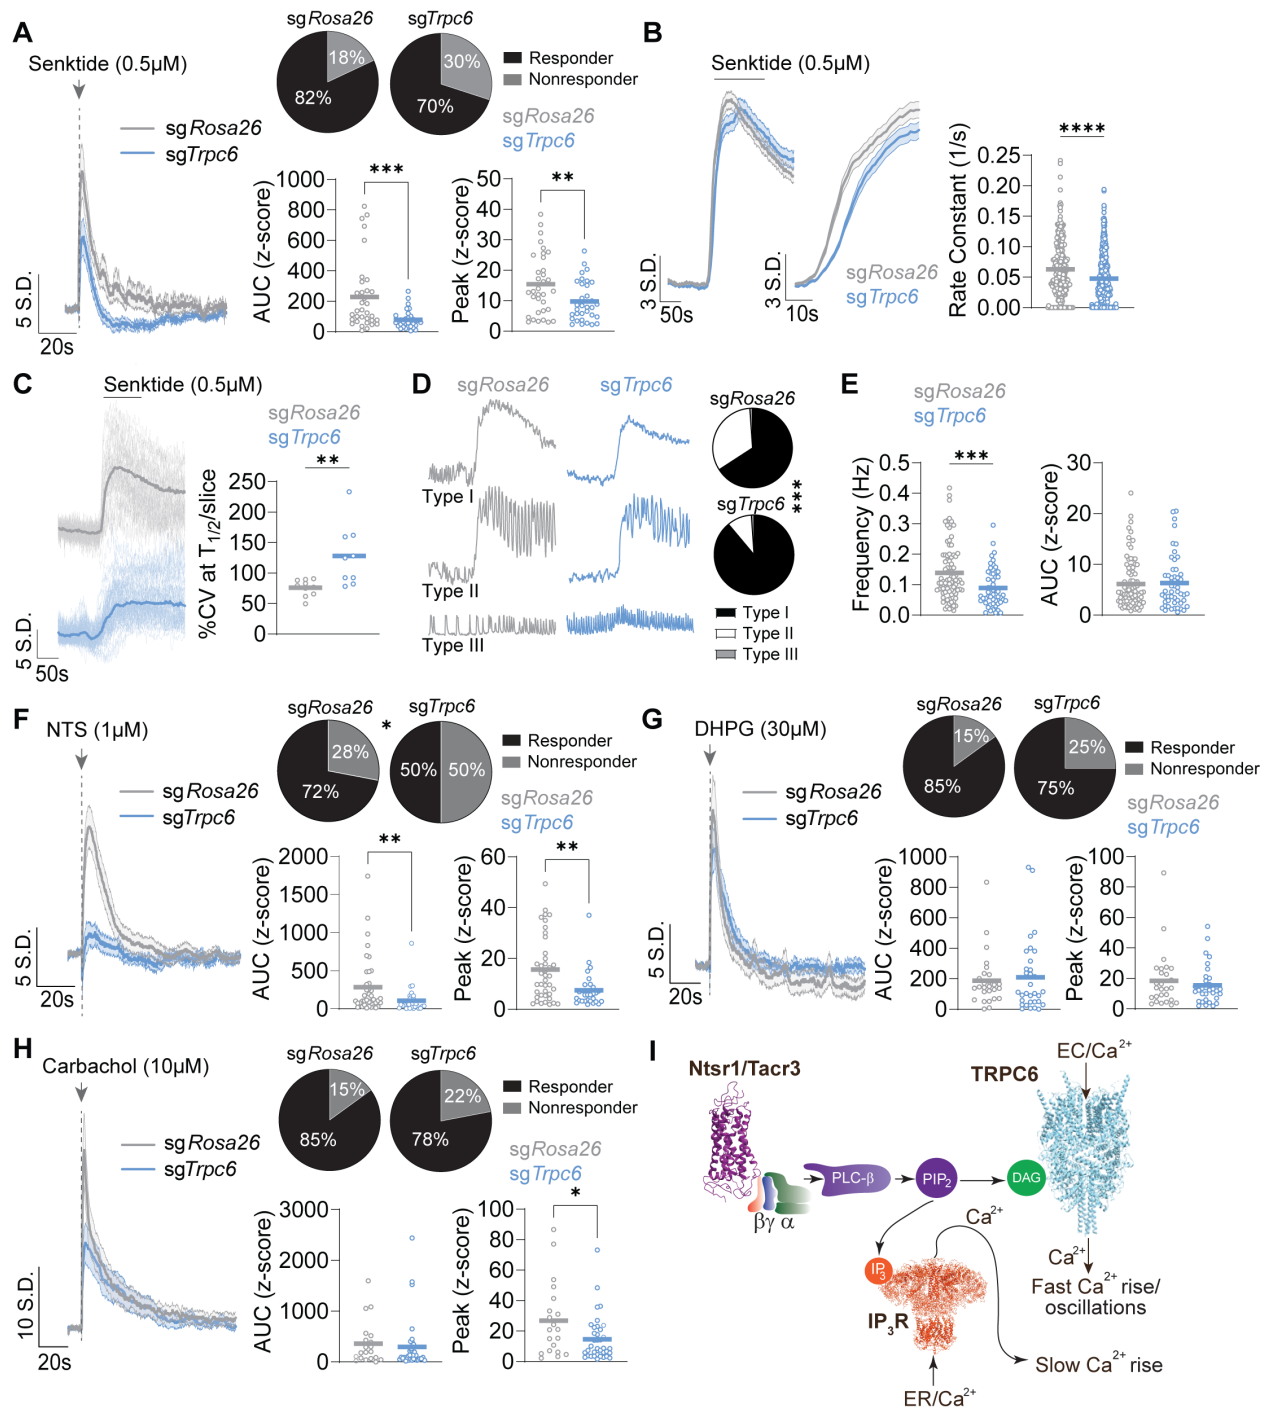 A
Senktide (0.5μM)
sgRosa26
sgTrpc6
sgRosa26
sgTrpc6
18%
82%
30%
70%
Responder
Nonresponder
sgRosa26
sgTrpc6
5 S.D.
20s
***
AUC (z-score)
1000
800
600
400
200
0
**
Peak (z-score)
50
40
30
20
10
0
B
Senktide (0.5μM)
3 S.D.
50s
3 S.D.
10s
sgRosa26
sgTrpc6
****
Rate Constant (1/s)
0.25
0.20
0.15
0.10
0.05
0.00
C
Senktide (0.5μM)
5 S.D.
50s
sgRosa26
sgTrpc6
**
%CV at T1/2/slice
250
200
150
100
50
0
D
sgRosa26
sgTrpc6
Type I
Type II
Type III
sgRosa26
***
sgTrpc6
Type I
Type II
Type III
E
sgRosa26
sgTrpc6
***
Frequency (Hz)
0.5
0.4
0.3
0.2
0.1
0.0
AUC (z-score)
30
20
10
0
F
NTS (1μM)
sgRosa26
sgTrpc6
5 S.D.
20s
sgRosa26
*
sgTrpc6
28%
72%
50%
50%
Responder
Nonresponder
sgRosa26
sgTrpc6
**
AUC (z-score)
2000
1500
1000
500
0
**
Peak (z-score)
60
40
20
0
G
DHPG (30μM)
sgRosa26
sgTrpc6
5 S.D.
20s
sgRosa26
sgTrpc6
15%
85%
25%
75%
Responder
Nonresponder
sgRosa26
sgTrpc6
AUC (z-score)
1000
800
600
400
200
0
Peak (z-score)
100
80
60
40
20
0
H
Carbachol (10μM)
sgRosa26
sgTrpc6
10 S.D.
20s
sgRosa26
sgTrpc6
15%
85%
22%
78%
Responder
Nonresponder
sgRosa26
sgTrpc6
AUC (z-score)
3000
2000
1000
0
*
Peak (z-score)
100
80
60
40
20
0
I
Ntsr1/Tacr3
TRPC6
EC/Ca2+
PLC-β
PIP2
DAG
βγ α
Ca2+
IP3
IP3R
Ca2+
Fast Ca2+ rise/
oscillations
Slow Ca2+ rise
ER/Ca2+